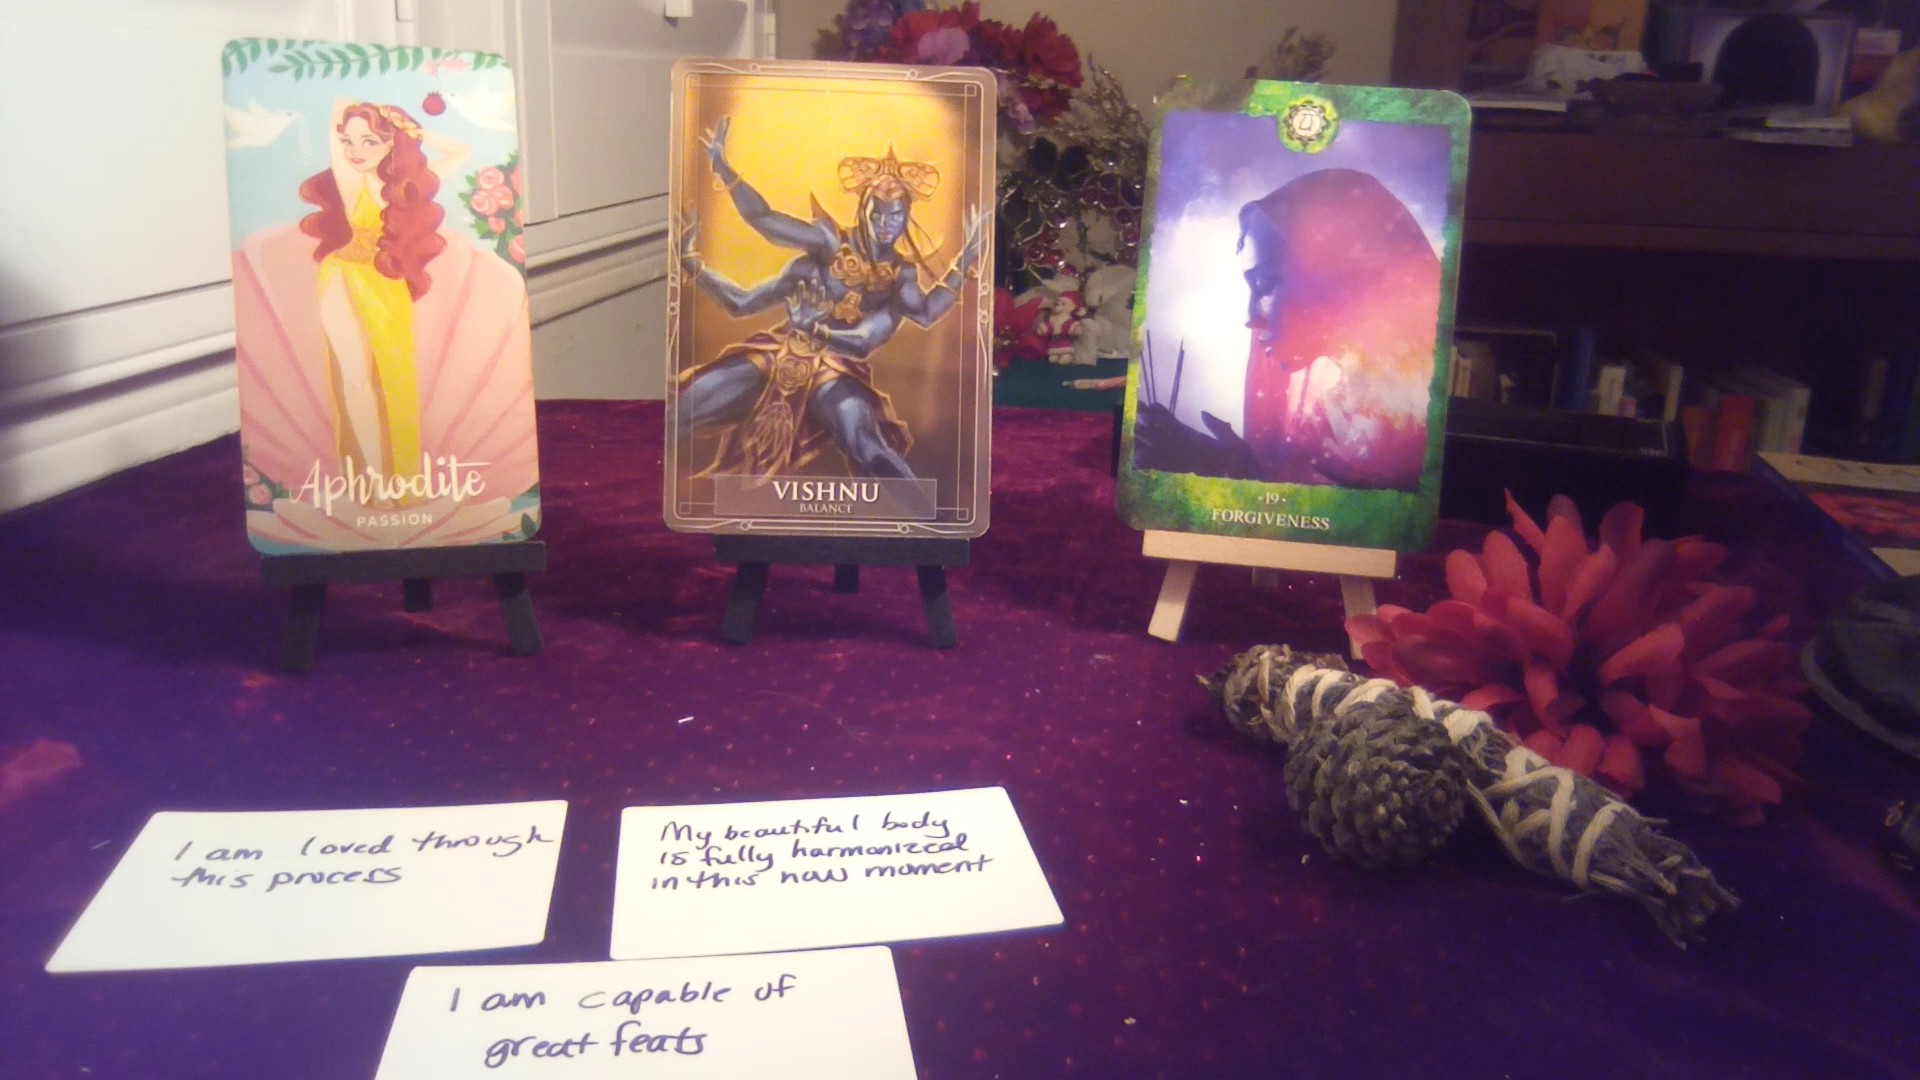 Aphrodite
PASSION
VISHNU
BALANCE
·19·
FORGIVENESS
I am loved through
this process
My beautiful body
is fully harmonized
in this now moment
I am capable of
great feats